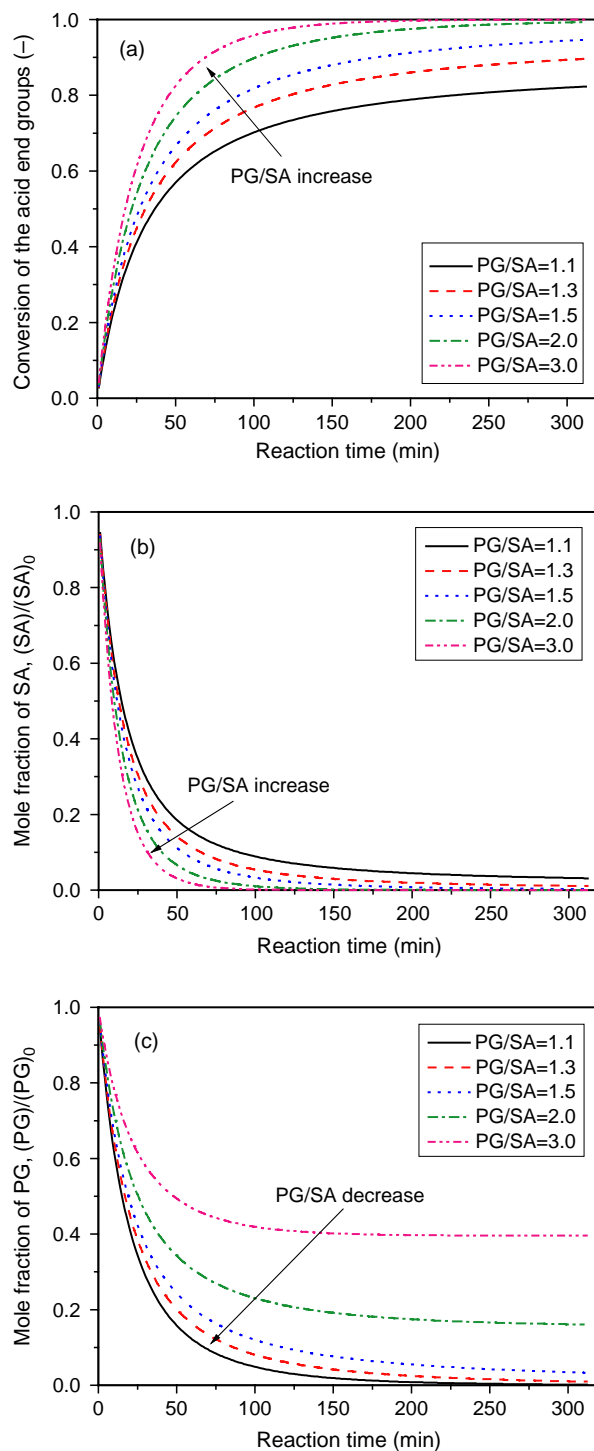 (a)
1.0
0.8
0.6
0.4
0.2
0.0
Conversion of the acid end groups (–)
PG/SA increase
PG/SA=1.1
PG/SA=1.3
PG/SA=1.5
PG/SA=2.0
PG/SA=3.0
0 50 100 150 200 250 300
Reaction time (min)
(b)
1.0
0.8
0.6
0.4
0.2
0.0
Mole fraction of SA, (SA)/(SA)0
PG/SA=1.1
PG/SA=1.3
PG/SA=1.5
PG/SA=2.0
PG/SA=3.0
PG/SA increase
0 50 100 150 200 250 300
Reaction time (min)
(c)
1.0
0.8
0.6
0.4
0.2
0.0
Mole fraction of PG, (PG)/(PG)0
PG/SA=1.1
PG/SA=1.3
PG/SA=1.5
PG/SA=2.0
PG/SA=3.0
PG/SA decrease
0 50 100 150 200 250 300
Reaction time (min)